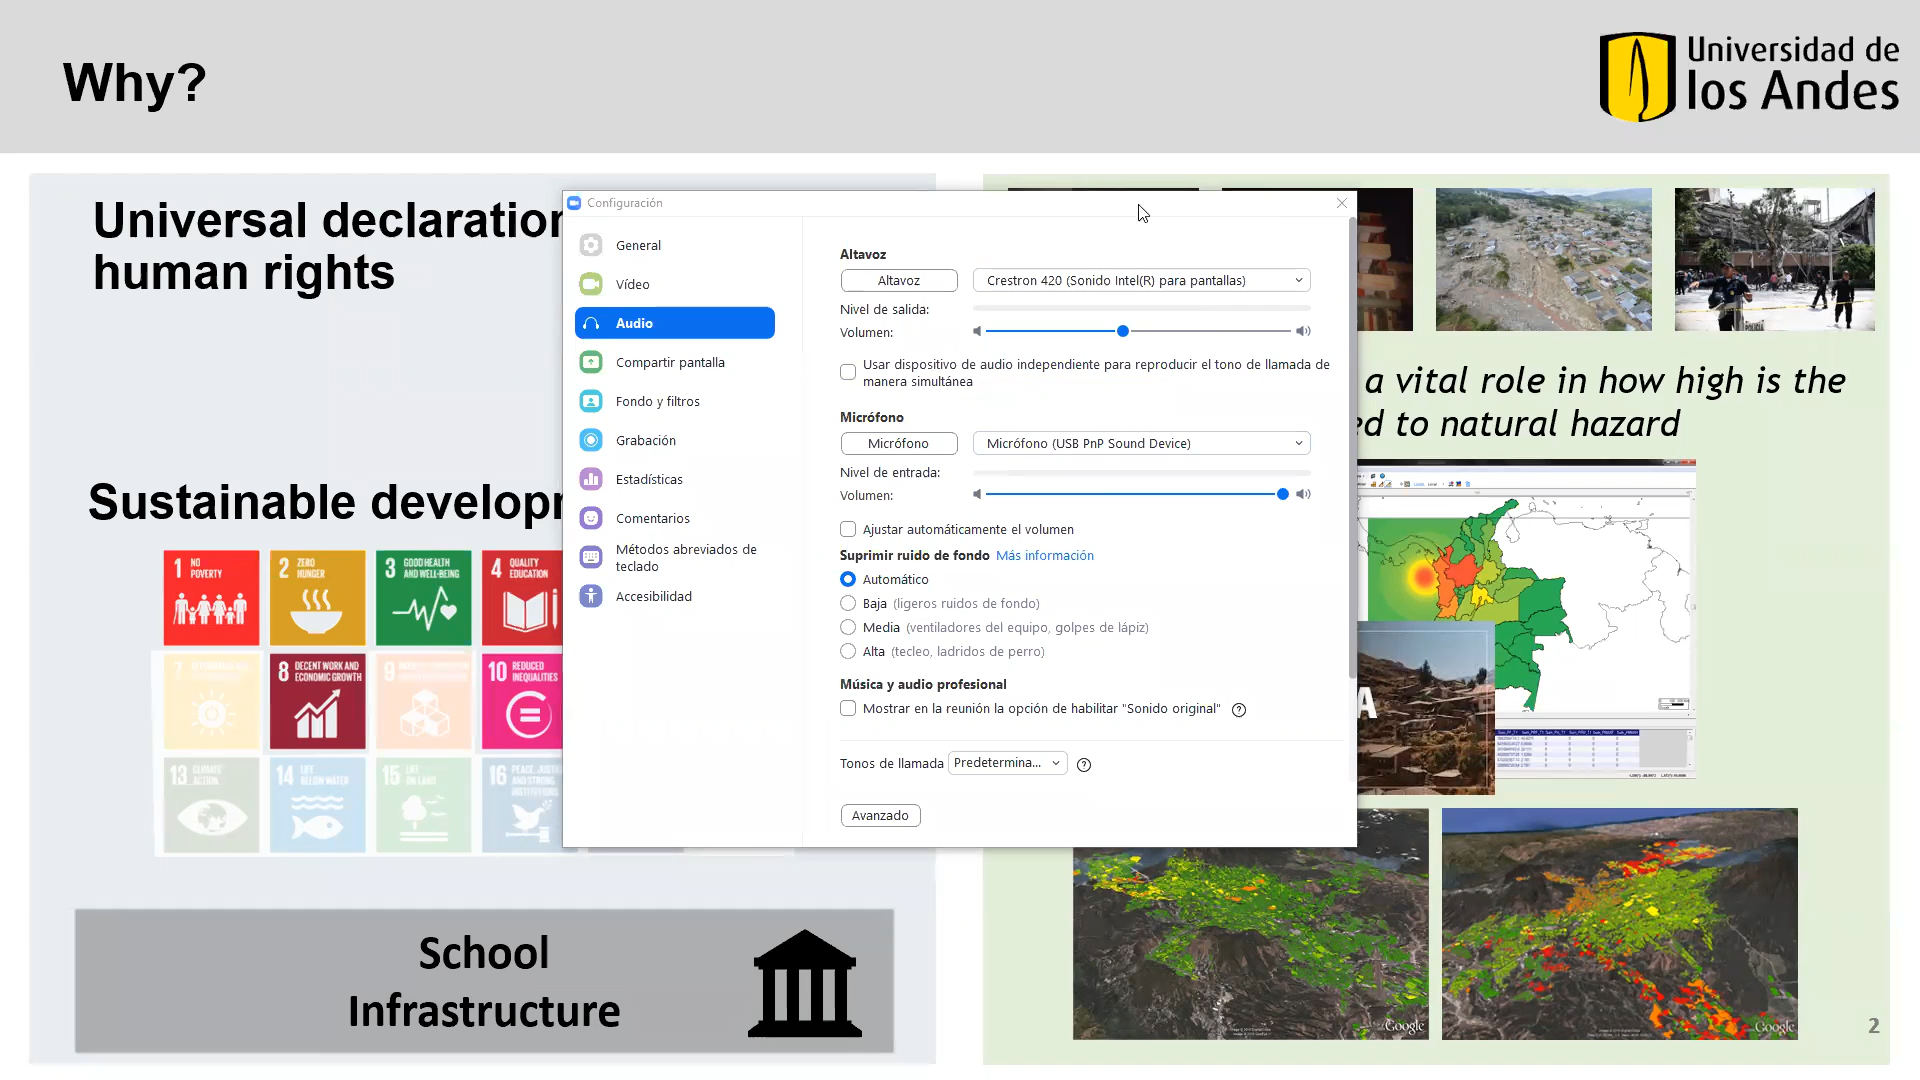 Why?
Universidad de
los Andes
Universal declaration
human rights
Sustainable develop
1 NO
POVERTY
2 ZERO
HUNGER
3 GOOD HEALTH
AND WELL-BEING
4 QUALITY
EDUCATION
7
8 DECENT WORK AND
ECONOMIC GROWTH
9
10 REDUCED
INEQUALITIES
13 CLIMATE
ACTION
14 LIFE
BELOW WATER
15 LIFE
ON LAND
16 PEACE, JUSTICE
AND STRONG
INSTITUTIONS
School
Infrastructure
Configuración
General
Vídeo
Audio
Compartir pantalla
Fondo y filtros
Grabación
Estadísticas
Comentarios
Métodos abreviados de
teclado
Accesibilidad
Altavoz
Altavoz
Crestron 420 (Sonido Intel(R) para pantallas)
Nivel de salida:
Volumen:
Usar dispositivo de audio independiente para reproducir el tono de llamada de
manera simultánea
Micrófono
Micrófono
Micrófono (USB PnP Sound Device)
Nivel de entrada:
Volumen:
Ajustar automáticamente el volumen
Suprimir ruido de fondo Más información
Automático
Baja (ligeros ruidos de fondo)
Media (ventiladores del equipo, golpes de lápiz)
Alta (tecleo, ladridos de perro)
Música y audio profesional
Mostrar en la reunión la opción de habilitar "Sonido original" ?
Tonos de llamada Predetermina... ?
Avanzado
a vital role in how high is the
ed to natural hazard
A
Google
Google
2